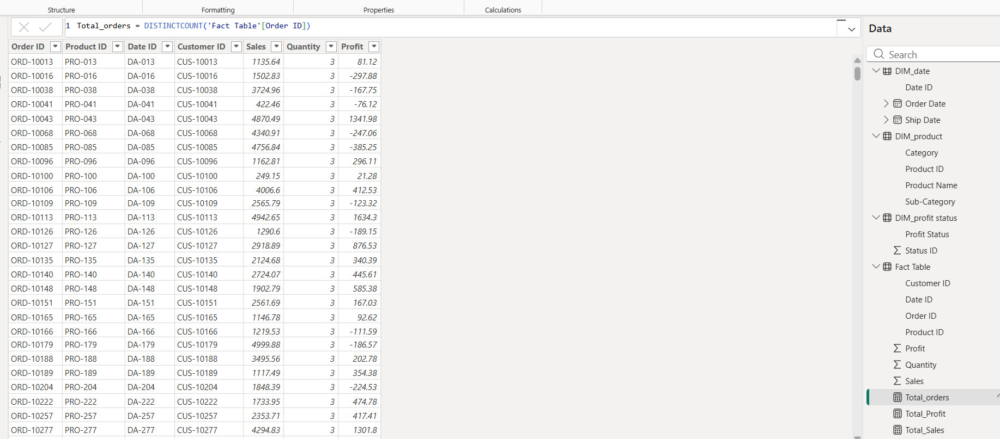 Structure Formatting Properties Calculations
1 Total_orders = DISTINCTCOUNT('Fact Table'[Order ID])
Order ID Product ID Date ID Customer ID Sales Quantity Profit
ORD-10013 PRO-013 DA-013 CUS-10013 1135.64 3 81.12
ORD-10016 PRO-016 DA-016 CUS-10016 1502.83 3 -297.88
ORD-10038 PRO-038 DA-038 CUS-10038 3724.96 3 -167.75
ORD-10041 PRO-041 DA-041 CUS-10041 422.46 3 -76.12
ORD-10043 PRO-043 DA-043 CUS-10043 4870.49 3 1341.98
ORD-10068 PRO-068 DA-068 CUS-10068 4340.91 3 -247.06
ORD-10085 PRO-085 DA-085 CUS-10085 4756.84 3 -385.25
ORD-10096 PRO-096 DA-096 CUS-10096 1162.81 3 296.11
ORD-10100 PRO-100 DA-100 CUS-10100 249.15 3 21.28
ORD-10106 PRO-106 DA-106 CUS-10106 4006.6 3 412.53
ORD-10109 PRO-109 DA-109 CUS-10109 2565.79 3 -123.32
ORD-10113 PRO-113 DA-113 CUS-10113 4942.65 3 1634.3
ORD-10126 PRO-126 DA-126 CUS-10126 1290.6 3 -189.15
ORD-10127 PRO-127 DA-127 CUS-10127 2918.89 3 876.53
ORD-10135 PRO-135 DA-135 CUS-10135 2124.68 3 340.39
ORD-10140 PRO-140 DA-140 CUS-10140 2724.07 3 445.61
ORD-10148 PRO-148 DA-148 CUS-10148 1902.79 3 585.38
ORD-10151 PRO-151 DA-151 CUS-10151 2561.69 3 167.03
ORD-10165 PRO-165 DA-165 CUS-10165 1146.78 3 92.62
ORD-10166 PRO-166 DA-166 CUS-10166 1219.53 3 -111.59
ORD-10179 PRO-179 DA-179 CUS-10179 4999.88 3 -186.57
ORD-10188 PRO-188 DA-188 CUS-10188 3495.56 3 202.78
ORD-10189 PRO-189 DA-189 CUS-10189 1117.49 3 354.38
ORD-10204 PRO-204 DA-204 CUS-10204 1848.39 3 -224.53
ORD-10222 PRO-222 DA-222 CUS-10222 1733.95 3 474.78
ORD-10257 PRO-257 DA-257 CUS-10257 2353.71 3 417.41
ORD-10277 PRO-277 DA-277 CUS-10277 4294.83 3 1301.8
Data
Search
DIM_date
Date ID
Order Date
Ship Date
DIM_product
Category
Product ID
Product Name
Sub-Category
DIM_profit status
Profit Status
Status ID
Fact Table
Customer ID
Date ID
Order ID
Product ID
Profit
Quantity
Sales
Total_orders
Total_Profit
Total_Sales